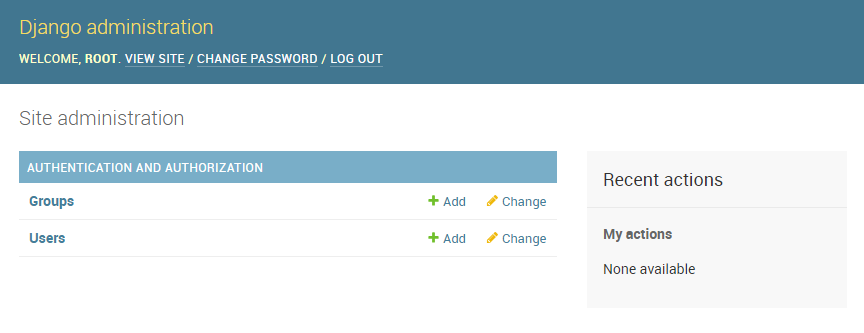 Django administration
WELCOME, ROOT. VIEW SITE / CHANGE PASSWORD / LOG OUT
Site administration
AUTHENTICATION AND AUTHORIZATION
Groups Add Change
Users Add Change
Recent actions
My actions
None available